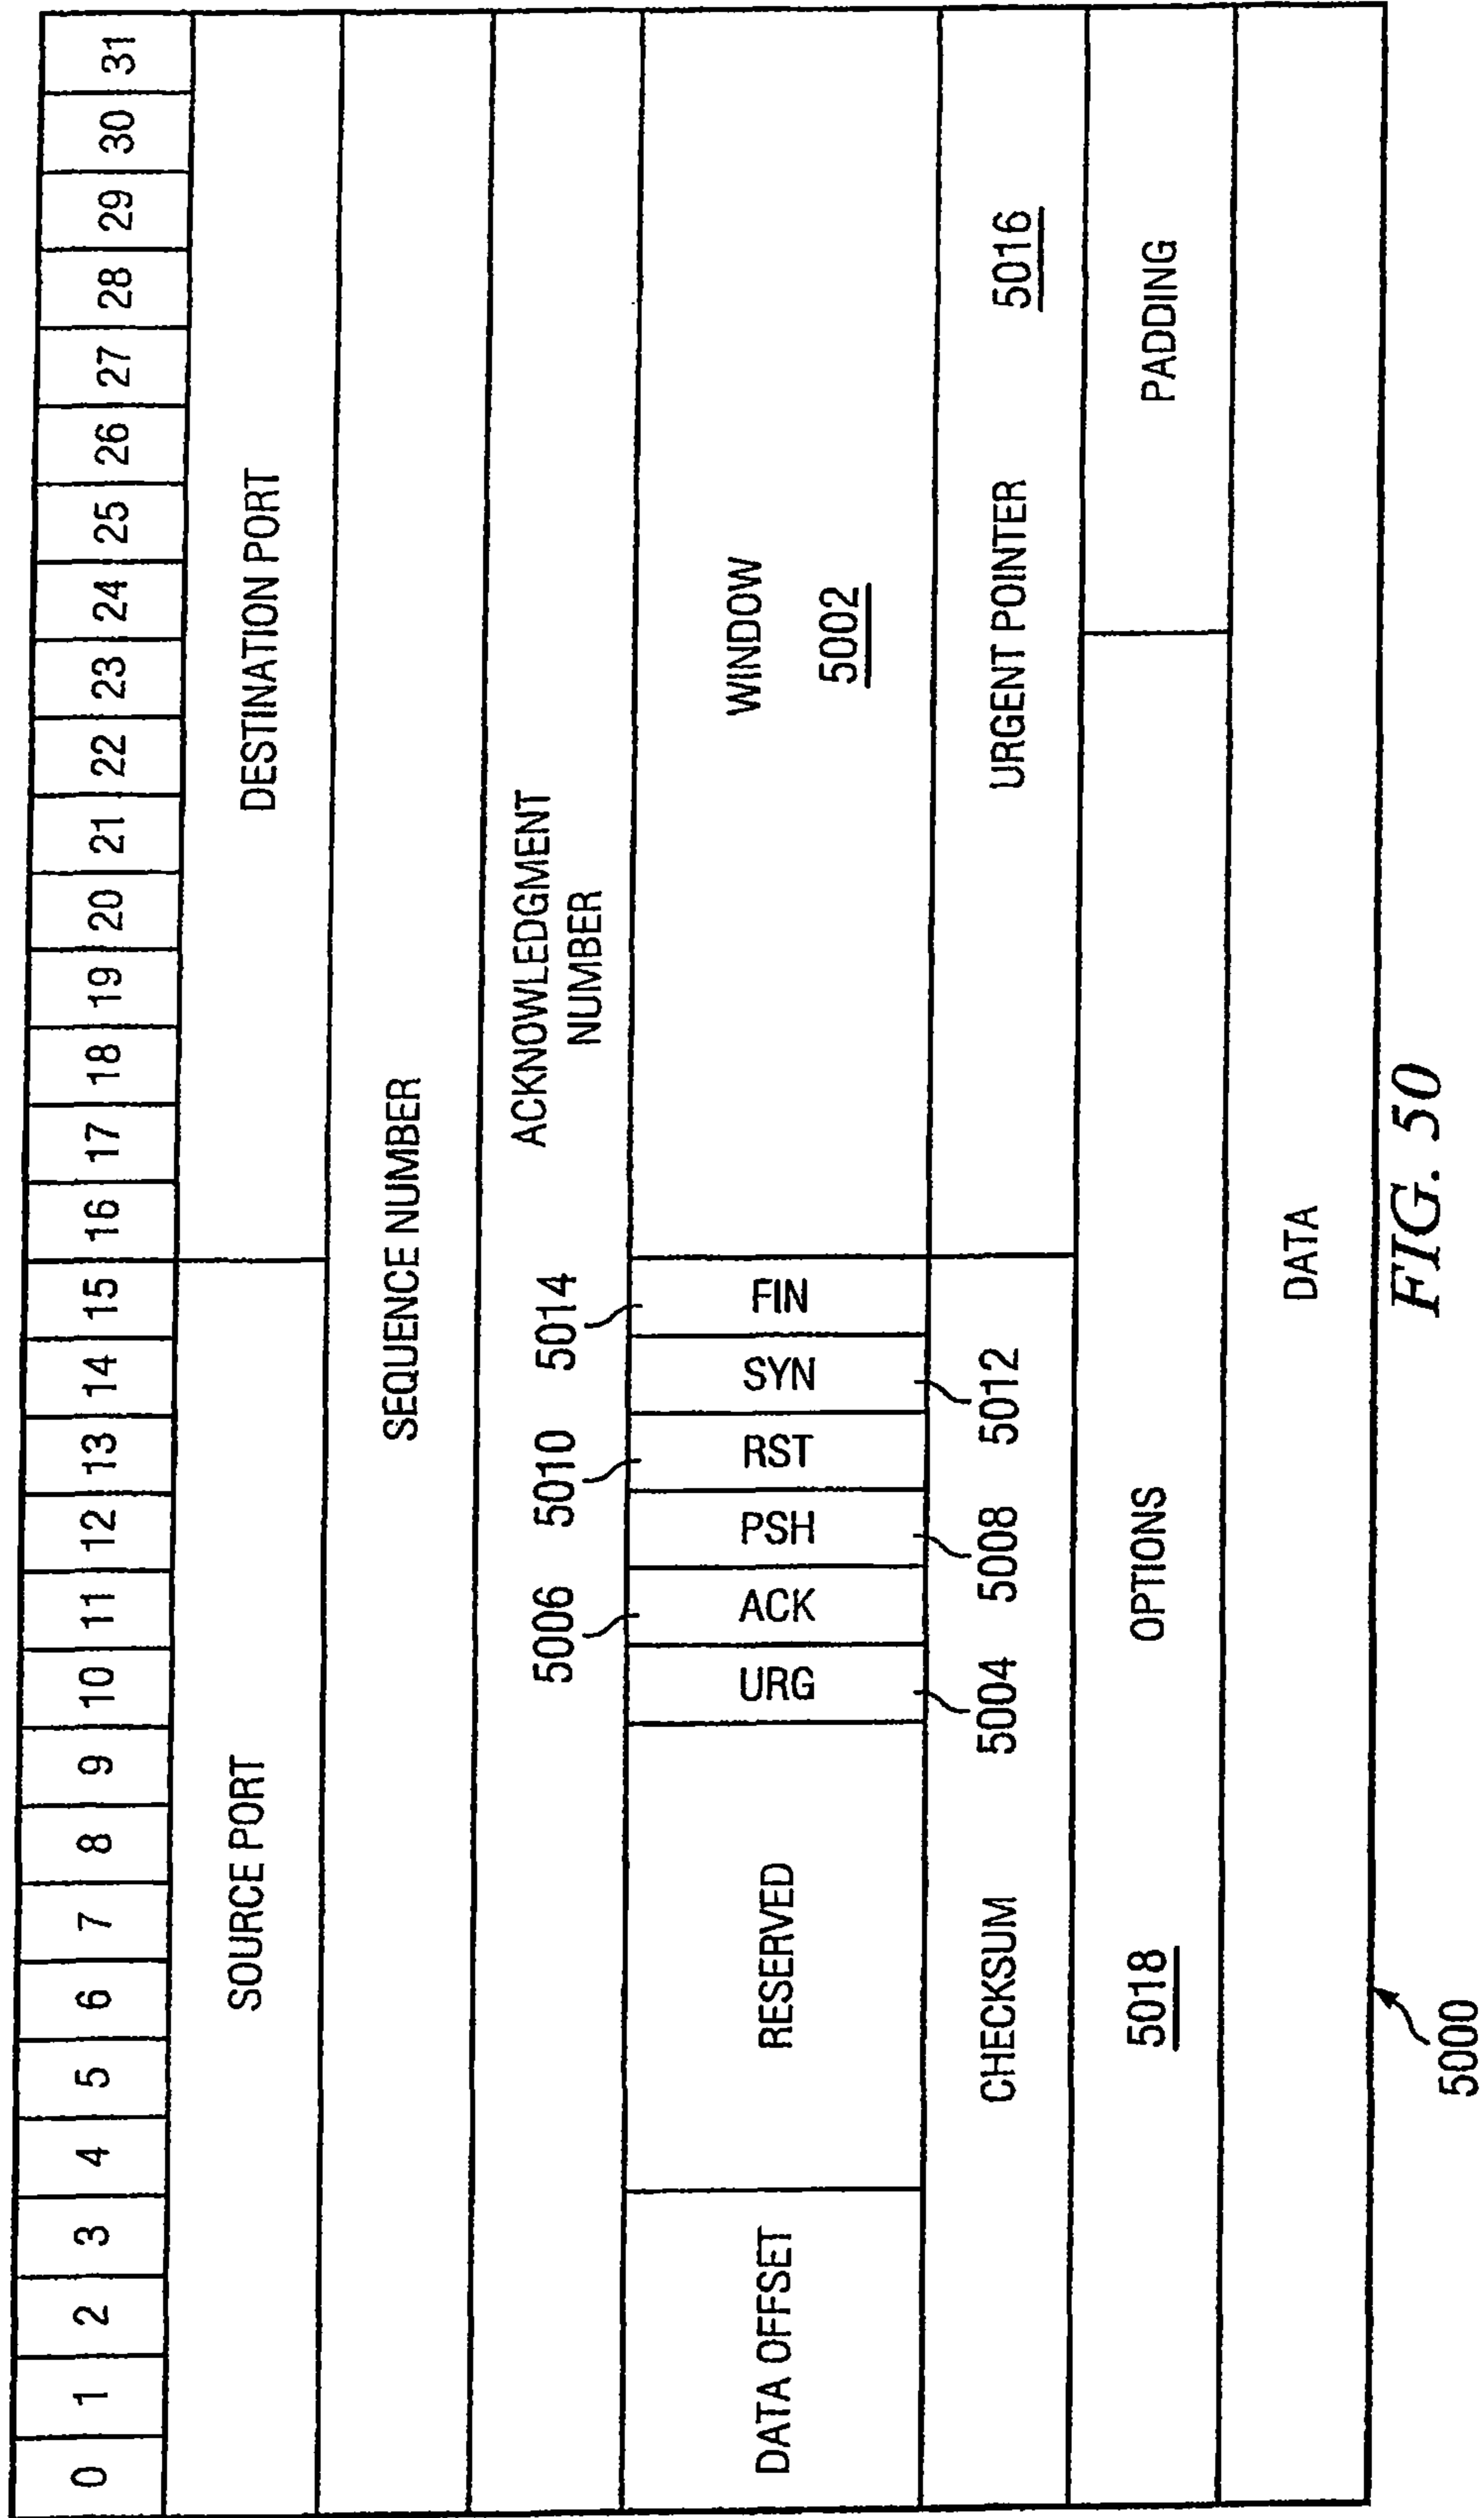 0 1 2 3 4 5 6 7 8 9 10 11 12 13 14 15 16 17 18 19 20 21 22 23 24 25 26 27 28 29 30 31
SOURCE PORT DESTINATION PORT
SEQUENCE NUMBER
ACKNOWLEDGMENT
NUMBER
5006 5010 5014
DATA OFFSET RESERVED URG ACK PSH RST SYN FIN WINDOW
5002
5004 5008 5012
CHECKSUM URGENT POINTER 5016
5018 OPTIONS PADDING
DATA
5000
FIG. 50